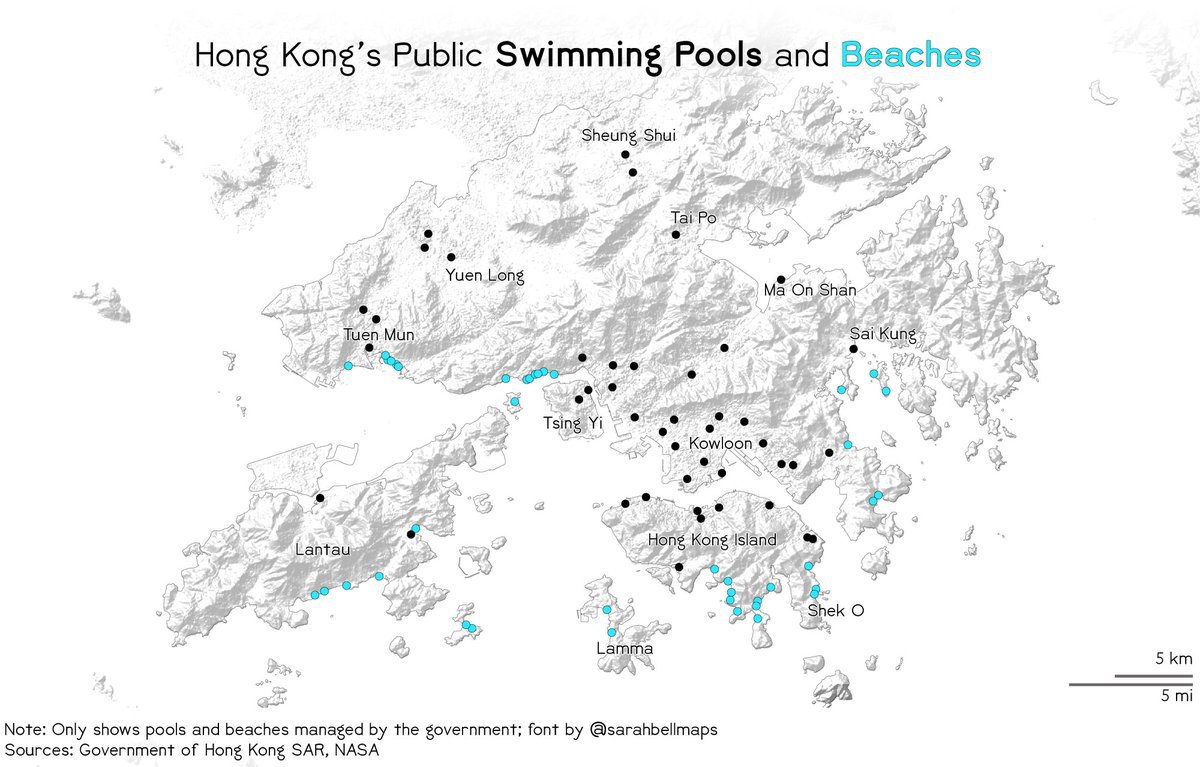 Hong Kong's Public Swimming Pools and Beaches
Sheung Shui
Tai Po
Yuen Long
Ma On Shan
Tuen Mun
Sai Kung
Tsing Yi
Kowloon
Hong Kong Island
Lantau
Shek O
Lamma
5 km
5 mi
Note: Only shows pools and beaches managed by the government; font by @sarahbellmaps
Sources: Government of Hong Kong SAR, NASA